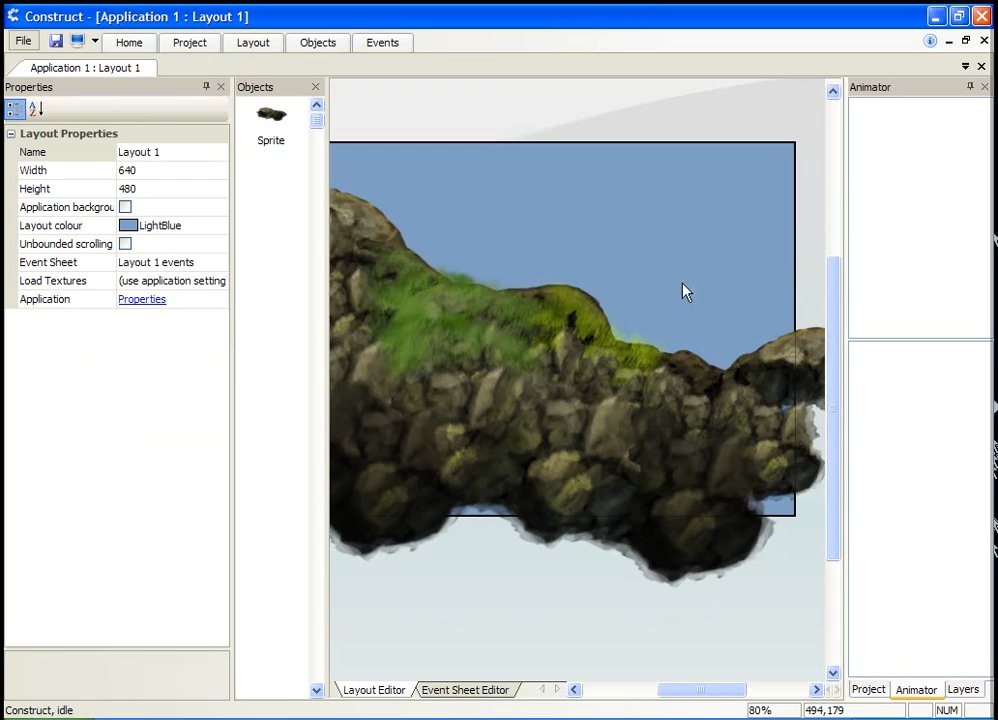 Construct - [Application 1 : Layout 1]
File Home Project Layout Objects Events
Application 1 : Layout 1
Properties
Objects
Animator
A
Z
Layout Properties
Name Layout 1
Width 640
Height 480
Application backgrou
Layout colour LightBlue
Unbounded scrolling
Event Sheet Layout 1 events
Load Textures (use application setting
Application Properties
Sprite
Layout Editor Event Sheet Editor
Project Animator Layers
Construct, idle
80% 494,179 NUM